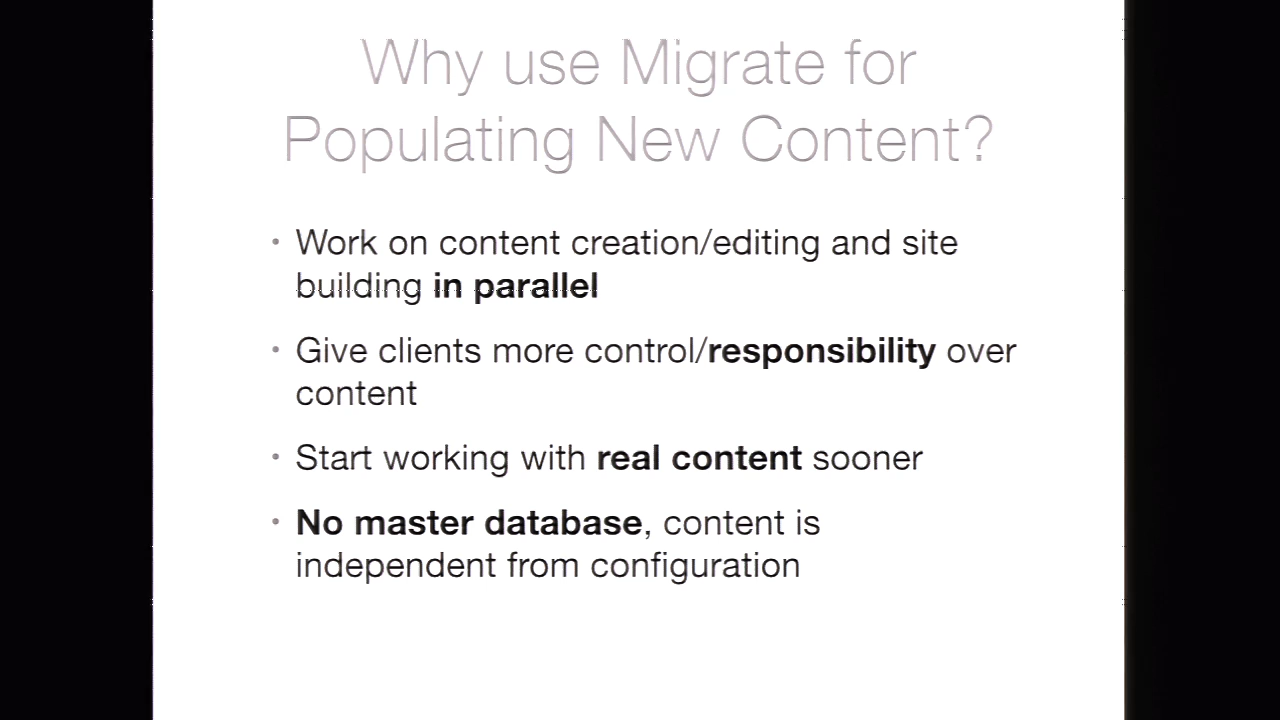 Why use Migrate for
Populating New Content?
• Work on content creation/editing and site
building in parallel
• Give clients more control/responsibility over
content
• Start working with real content sooner
• No master database, content is
independent from configuration